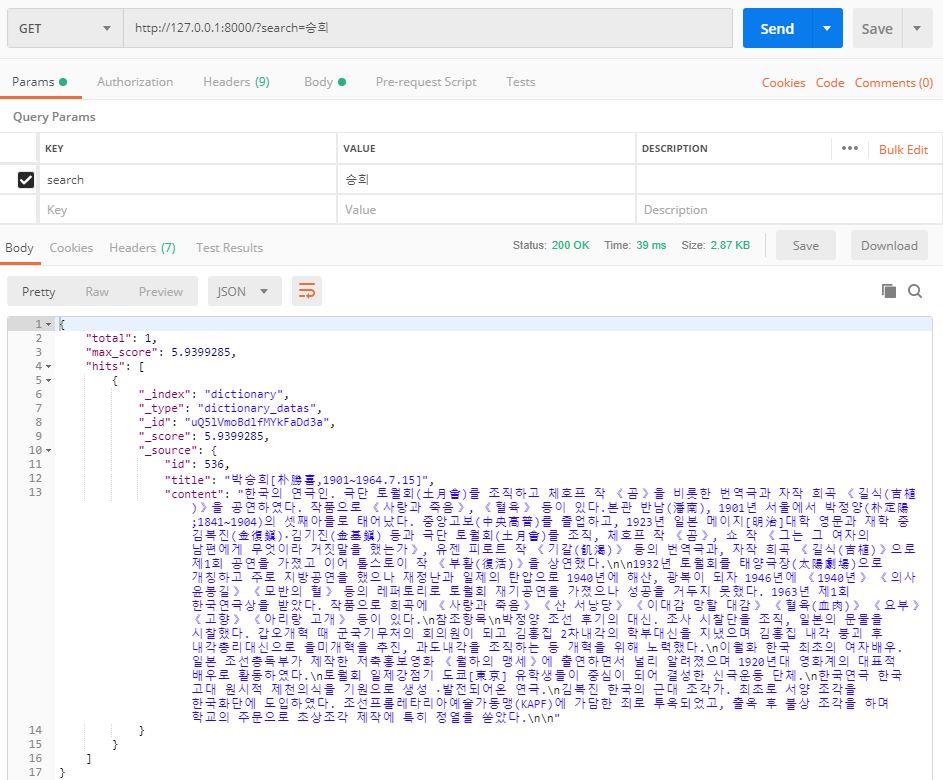 GET http://127.0.0.1:8000/?search=승희 Send Save
Params Authorization Headers (9) Body Pre-request Script Tests Cookies Code Comments (0)
Query Params
KEY VALUE DESCRIPTION ••• Bulk Edit
search 승희
Key Value Description
Body Cookies Headers (7) Test Results Status: 200 OK Time: 39 ms Size: 2.87 KB Save Download
Pretty Raw Preview JSON
1 {
2 "total": 1,
3 "max_score": 5.9399285,
4 "hits": [
5 {
6 "_index": "dictionary",
7 "_type": "dictionary_datas",
8 "_id": "uQ5lVmoBdlfMYkFaDd3a",
9 "_score": 5.9399285,
10 "_source": {
11 "id": 536,
12 "title": "박승희[朴勝喜,1901~1964.7.15]",
13 "content": "한국의 연극인. 극단 토월회(土月會)를 조직하고 체호프 작 《곰》을 비롯한 번역극과 자작 희곡 《길식(吉植
)》을 공연하였다. 작품으로 《사랑과 죽음》, 《혈육》 등이 있다.본관 반남(潘南), 1901년 서울에서 박정양(朴定陽
;1841~1904)의 셋째아들로 태어났다. 중앙고보(中央高普)를 졸업하고, 1923년 일본 메이지[明治]대학 영문과 재학 중
김복진(金復鎭)·김기진(金基鎭) 등과 극단 토월회(土月會)를 조직, 체호프 작 《곰》, 쇼 작 《그는 그 여자의
남편에게 무엇이라 거짓말을 했는가》, 유젠 피로트 작 《기갈(飢渴)》 등의 번역극과, 자작 희곡 《길식(吉植)》으로
제1회 공연을 가졌고 이어 톨스토이 작 《부활(復活)》을 상연했다.\n\n1932년 토월회를 태양극장(太陽劇場)으로
개칭하고 주로 지방공연을 했으나 재정난과 일제의 탄압으로 1940년에 해산, 광복이 되자 1946년에 《1940년》 《의사
윤봉길》 《모반의 혈》 등의 레퍼토리로 토월회 재기공연을 가졌으나 성공을 거두지 못했다. 1963년 제1회
한국연극상을 받았다. 작품으로 희곡에 《사랑과 죽음》 《산 서낭당》 《이대감 망할 대감》 《혈육(血肉)》 《요부》
《고향》 《아리랑 고개》 등이 있다.\n참조항목\n박정양 조선 후기의 대신. 조사 시찰단을 조직, 일본의 문물을
시찰했다. 갑오개혁 때 군국기무처의 회의원이 되고 김홍집 2차내각의 학부대신을 지냈으며 김홍집 내각 붕괴 후
내각총리대신으로 을미개혁을 추진, 과도내각을 조직하는 등 개혁을 위해 노력했다.\n이월화 한국 최초의 여자배우.
일본 조선총독부가 제작한 저축홍보영화 《월하의 맹세》에 출연하면서 널리 알려졌으며 1920년대 영화계의 대표적
배우로 활동하였다.\n토월회 일제강점기 도쿄[東京] 유학생들이 중심이 되어 결성한 신극운동 단체.\n한국연극 한국
고대 원시적 제천의식을 기원으로 생성 ·발전되어온 연극.\n김복진 한국의 근대 조각가. 최초로 서양 조각을
한국화단에 도입하였다. 조선프롤레타리아예술가동맹(KAPF)에 가담한 죄로 투옥되었고, 출옥 후 불상 조각을 하며
학교의 주문으로 초상조각 제작에 특히 정열을 쏟았다.\n\n"
14 }
15 }
16 ]
17 }